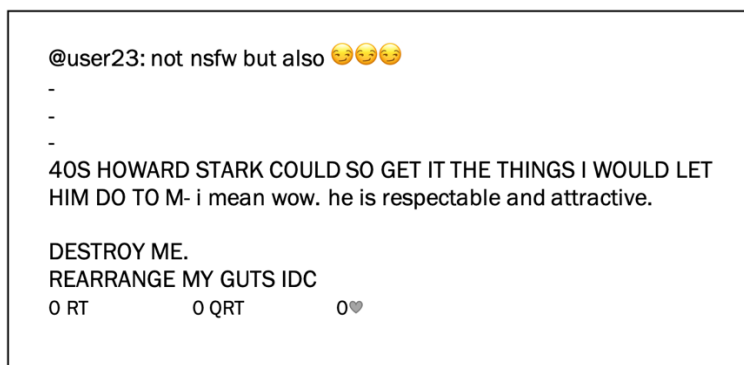 @user23: not nsfw but also 😏😏😏
-
-
-
40S HOWARD STARK COULD SO GET IT THE THINGS I WOULD LET
HIM DO TO M- i mean wow. he is respectable and attractive.
DESTROY ME.
REARRANGE MY GUTS IDC
0 RT 0 QRT 0🖤